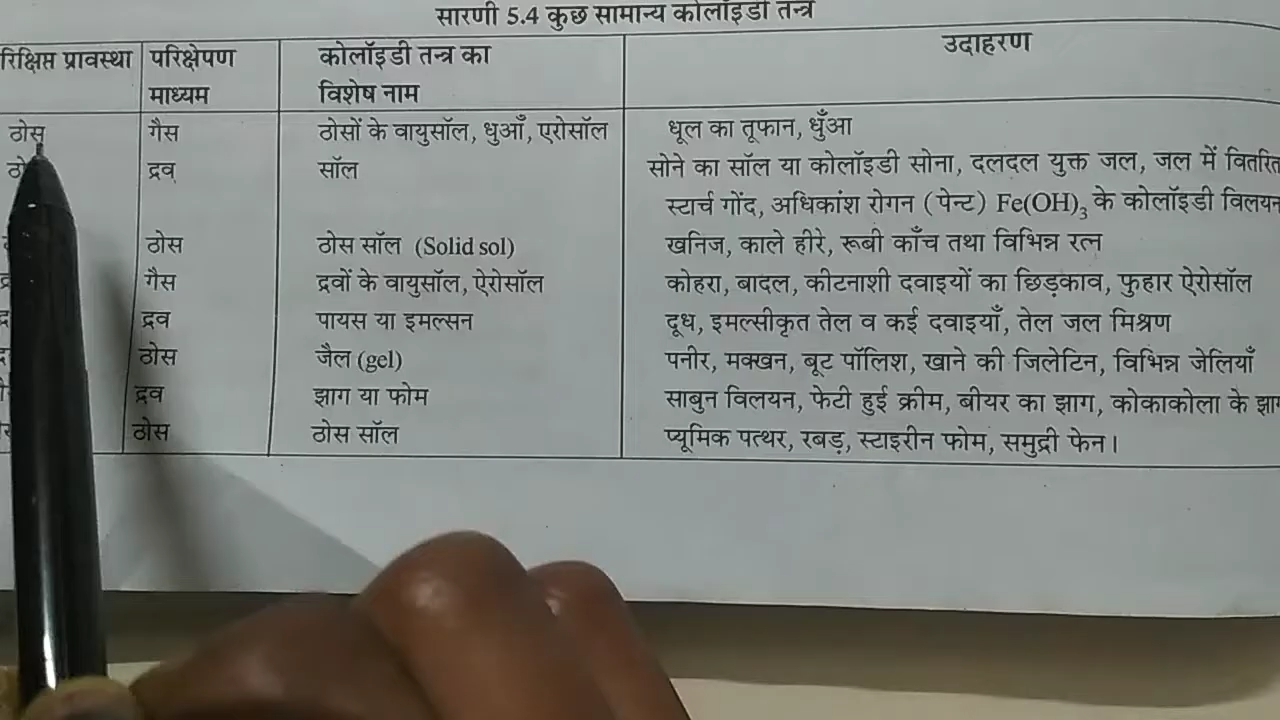 सारणी 5.4 कुछ सामान्य कोलॉइडी तन्त्र
रिक्षिप्त प्रावस्था परिक्षेपण कोलॉइडी तन्त्र का उदाहरण
माध्यम विशेष नाम
ठोस गैस ठोसों के वायुसॉल, धुआँ, एरोसॉल धूल का तूफान, धुँआ
द्रव सॉल सोने का सॉल या कोलॉइडी सोना, दलदल युक्त जल, जल में वितरित
स्टार्च गोंद, अधिकांश रोगन (पेन्ट) Fe(OH)₃ के कोलॉइडी विलयन
ठोस ठोस सॉल (Solid sol) खनिज, काले हीरे, रूबी काँच तथा विभिन्न रत्न
गैस द्रवों के वायुसॉल, ऐरोसॉल कोहरा, बादल, कीटनाशी दवाइयों का छिड़काव, फुहार ऐरोसॉल
द्रव पायस या इमल्सन दूध, इमल्सीकृत तेल व कई दवाइयाँ, तेल जल मिश्रण
ठोस जैल (gel) पनीर, मक्खन, बूट पॉलिश, खाने की जिलेटिन, विभिन्न जेलियाँ
द्रव झाग या फोम साबुन विलयन, फेटी हुई क्रीम, बीयर का झाग, कोकाकोला के
ठोस ठोस सॉल प्यूमिक पत्थर, रबड़, स्टाइरीन फोम, समुद्री फेन।